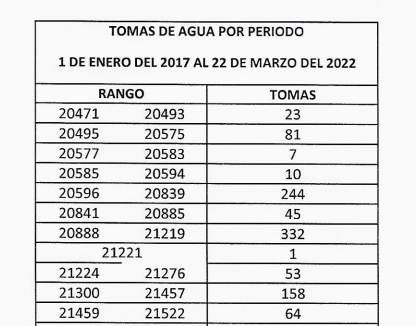 TOMAS DE AGUA POR PERIODO
1 DE ENERO DEL 2017 AL 22 DE MARZO DEL 2022
RANGO TOMAS
20471 20493 23
20495 20575 81
20577 20583 7
20585 20594 10
20596 20839 244
20841 20885 45
20888 21219 332
21221 1
21224 21276 53
21300 21457 158
21459 21522 64